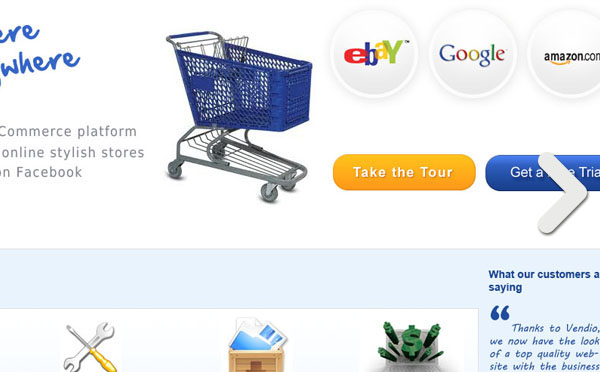 ere
where
ebaY™
Google™
amazon.com
Commerce platform
online stylish stores
on Facebook
Take the Tour
Get a Tria
What our customers a
saying
“ Thanks to Vendio,
we now have the look
of a top quality web-
site with the business